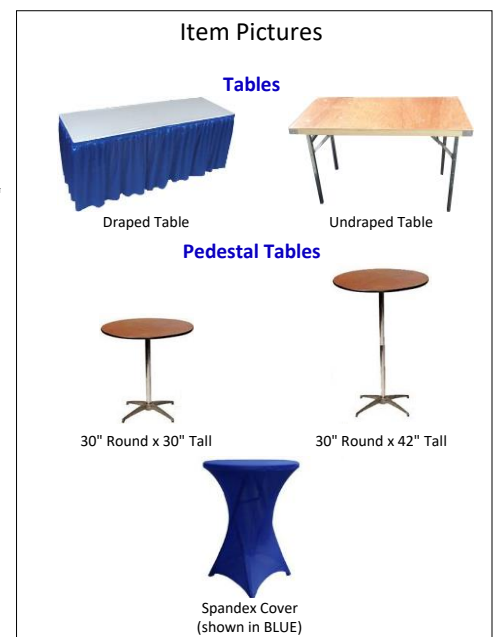 Item Pictures
Tables
Draped Table
Undraped Table
Pedestal Tables
30" Round x 30" Tall
30" Round x 42" Tall
Spandex Cover
(shown in BLUE)